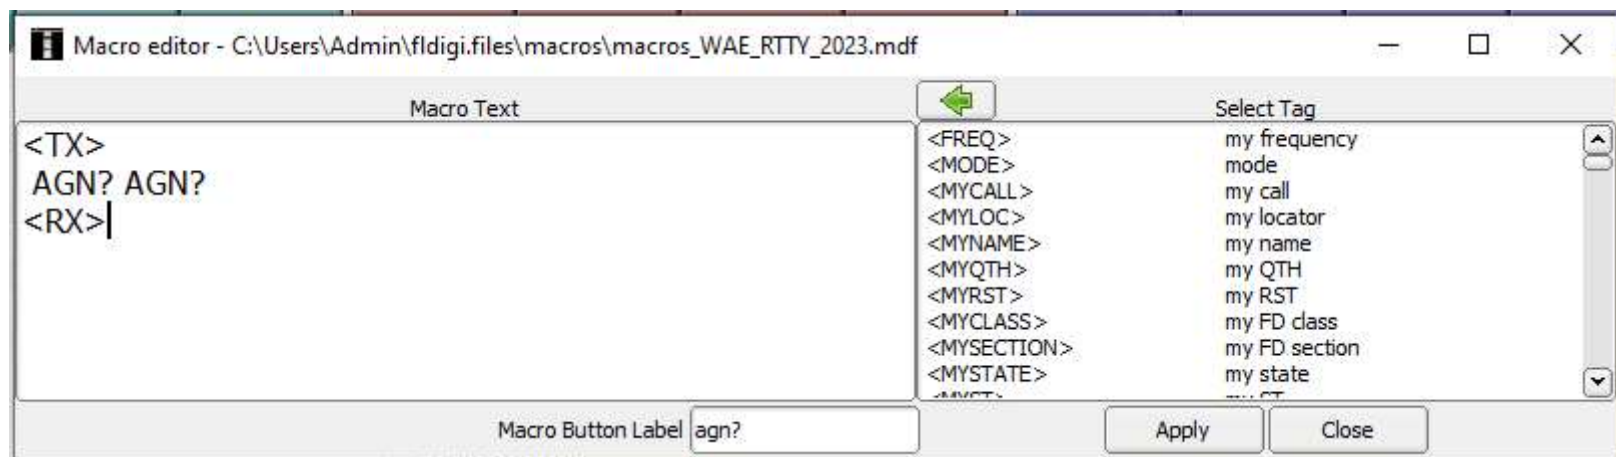 Macro editor - C:\Users\Admin\fldigi.files\macros\macros_WAE_RTTY_2023.mdf
Macro Text
<TX>
AGN? AGN?
<RX>
Select Tag
<FREQ> my frequency
<MODE> mode
<MYCALL> my call
<MYLOC> my locator
<MYNAME> my name
<MYQTH> my QTH
<MYRST> my RST
<MYCLASS> my FD class
<MYSECTION> my FD section
<MYSTATE> my state
Macro Button Label agn?
Apply Close